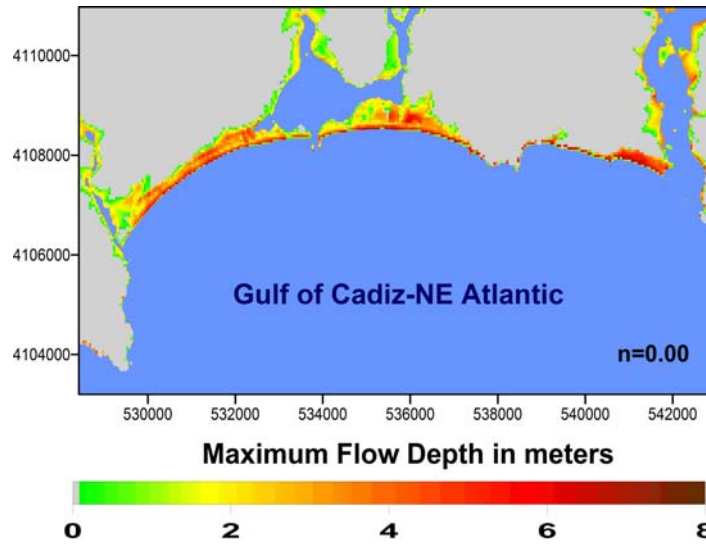 4110000
4108000
4106000
4104000
Gulf of Cadiz-NE Atlantic
n=0.00
530000 532000 534000 536000 538000 540000 542000
Maximum Flow Depth in meters
0 2 4 6 8